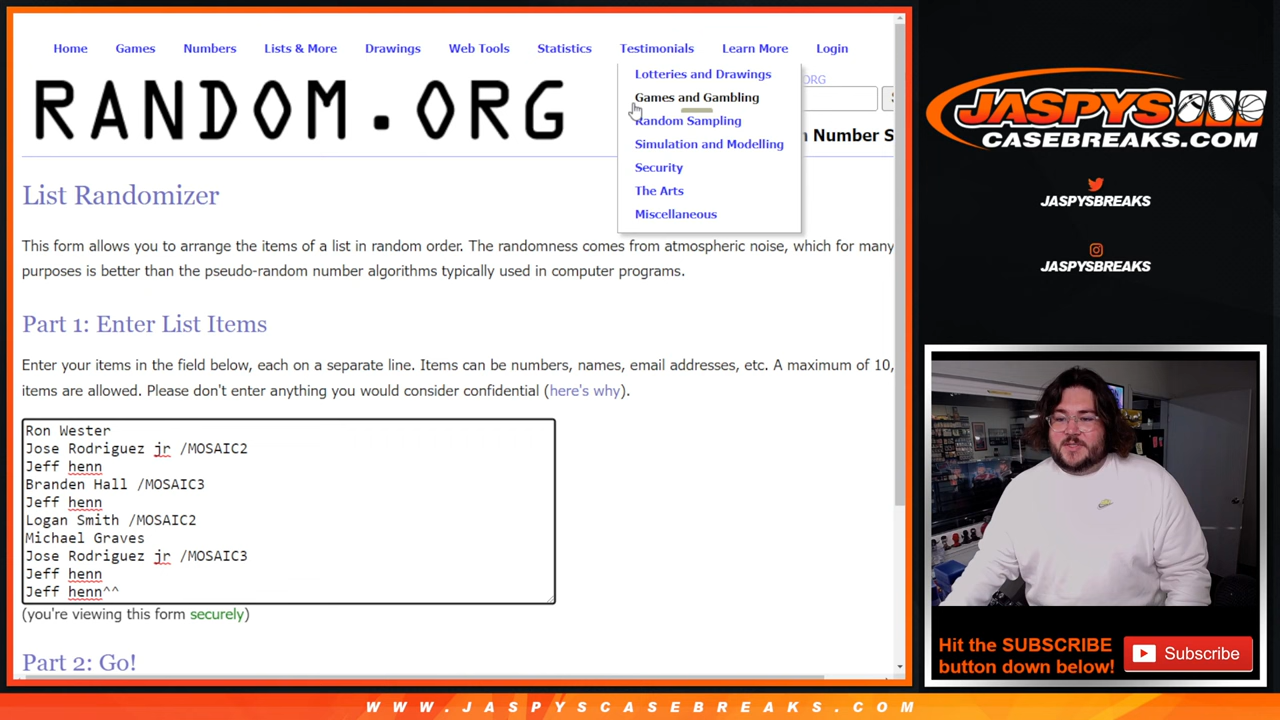 Home Games Numbers Lists & More Drawings Web Tools Statistics Testimonials Learn More Login
RANDOM.ORG
Lotteries and Drawings
Games and Gambling
Random Sampling
Simulation and Modelling
Security
The Arts
Miscellaneous
ORG
Number S
List Randomizer
This form allows you to arrange the items of a list in random order. The randomness comes from atmospheric noise, which for many
purposes is better than the pseudo-random number algorithms typically used in computer programs.
Part 1: Enter List Items
Enter your items in the field below, each on a separate line. Items can be numbers, names, email addresses, etc. A maximum of 10,
items are allowed. Please don't enter anything you would consider confidential (here's why).
Ron Wester
Jose Rodriguez jr /MOSAIC2
Jeff henn
Branden Hall /MOSAIC3
Jeff henn
Logan Smith /MOSAIC2
Michael Graves
Jose Rodriguez jr /MOSAIC3
Jeff henn
Jeff henn^^
(you're viewing this form securely)
Part 2: Go!
JASPYS
CASEBREAKS.COM
JASPYSBREAKS
JASPYSBREAKS
Hit the SUBSCRIBE
button down below!
Subscribe
WWW.JASPYSCASEBREAKS.COM